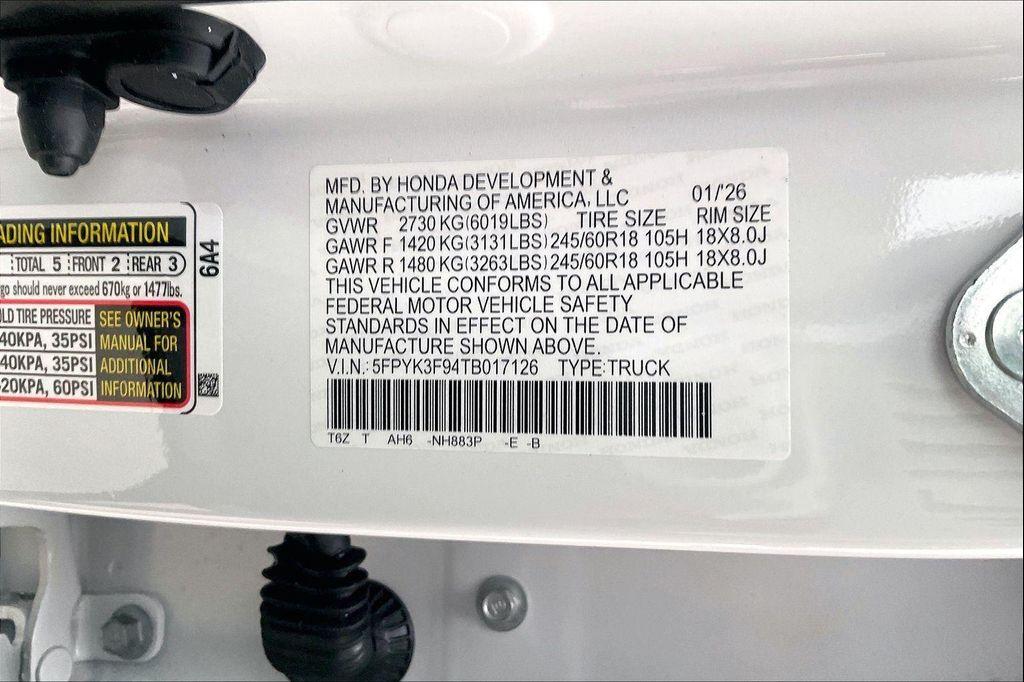 ADING INFORMATION
TOTAL 5 FRONT 2 REAR 3
go should never exceed 670kg or 1477lbs.
LD TIRE PRESSURE
40KPA, 35PSI
40KPA, 35PSI
20KPA, 60PSI
SEE OWNER'S
MANUAL FOR
ADDITIONAL
INFORMATION
6A4
MFD. BY HONDA DEVELOPMENT &
MANUFACTURING OF AMERICA, LLC 01/'26
GVWR 2730 KG(6019LBS) TIRE SIZE RIM SIZE
GAWR F 1420 KG(3131LBS) 245/60R18 105H 18X8.0J
GAWR R 1480 KG(3263LBS) 245/60R18 105H 18X8.0J
THIS VEHICLE CONFORMS TO ALL APPLICABLE
FEDERAL MOTOR VEHICLE SAFETY
STANDARDS IN EFFECT ON THE DATE OF
MANUFACTURE SHOWN ABOVE.
V.I.N.: 5FPYK3F94TB017126 TYPE:TRUCK
T6Z T AH6 -NH883P -E -B